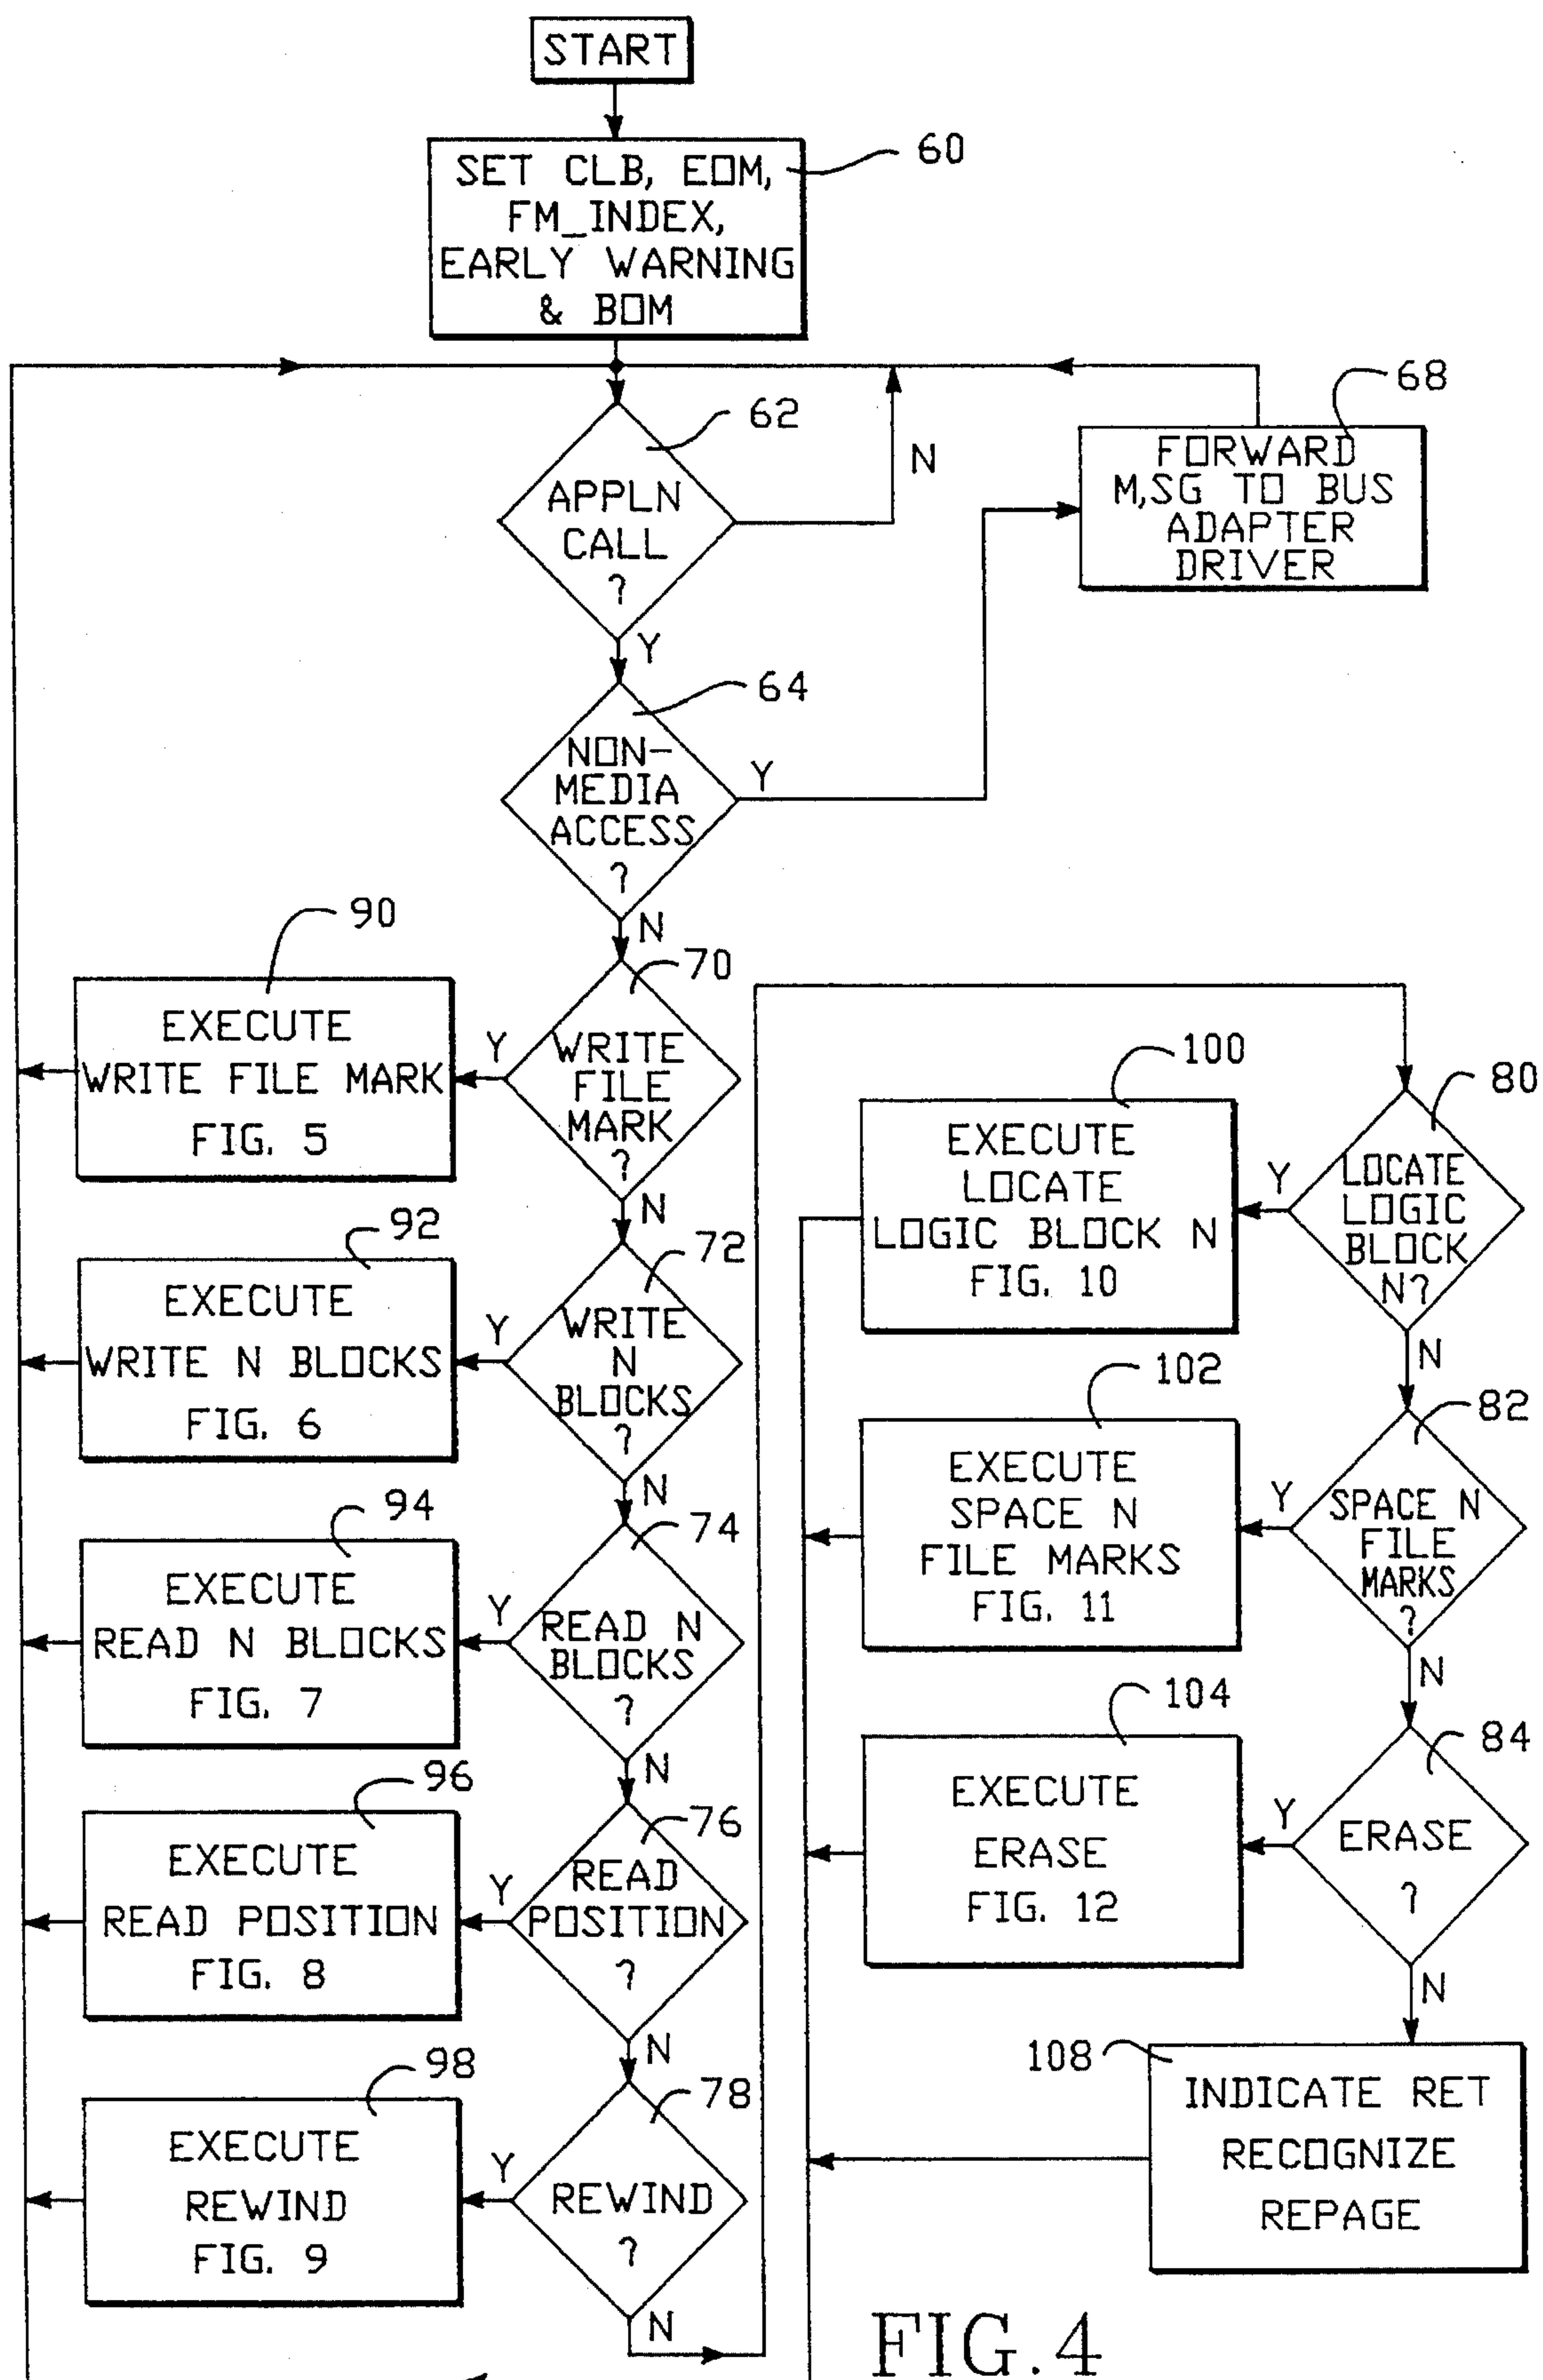 START
SET CLB, EOM,
FM_INDEX,
EARLY WARNING
& BOM
60
62
APPLN
CALL
?
N
Y
68
FORWARD
M,SG TO BUS
ADAPTER
DRIVER
64
NON-
MEDIA
ACCESS
?
Y
N
90
EXECUTE
WRITE FILE MARK
FIG. 5
Y
70
WRITE
FILE
MARK
?
N
92
EXECUTE
WRITE N BLOCKS
FIG. 6
Y
72
WRITE
N
BLOCKS
?
N
94
EXECUTE
READ N BLOCKS
FIG. 7
Y
74
READ N
BLOCKS
?
N
96
EXECUTE
READ POSITION
FIG. 8
Y
76
READ
POSITION
?
N
98
EXECUTE
REWIND
FIG. 9
Y
78
REWIND
?
N
100
EXECUTE
LOCATE
LOGIC BLOCK N
FIG. 10
Y
80
LOCATE
LOGIC
BLOCK
N?
N
102
EXECUTE
SPACE N
FILE MARKS
FIG. 11
Y
82
SPACE N
FILE
MARKS
?
N
104
EXECUTE
ERASE
FIG. 12
Y
84
ERASE
?
N
108
INDICATE RET
RECOGNIZE
REPAGE
FIG.4